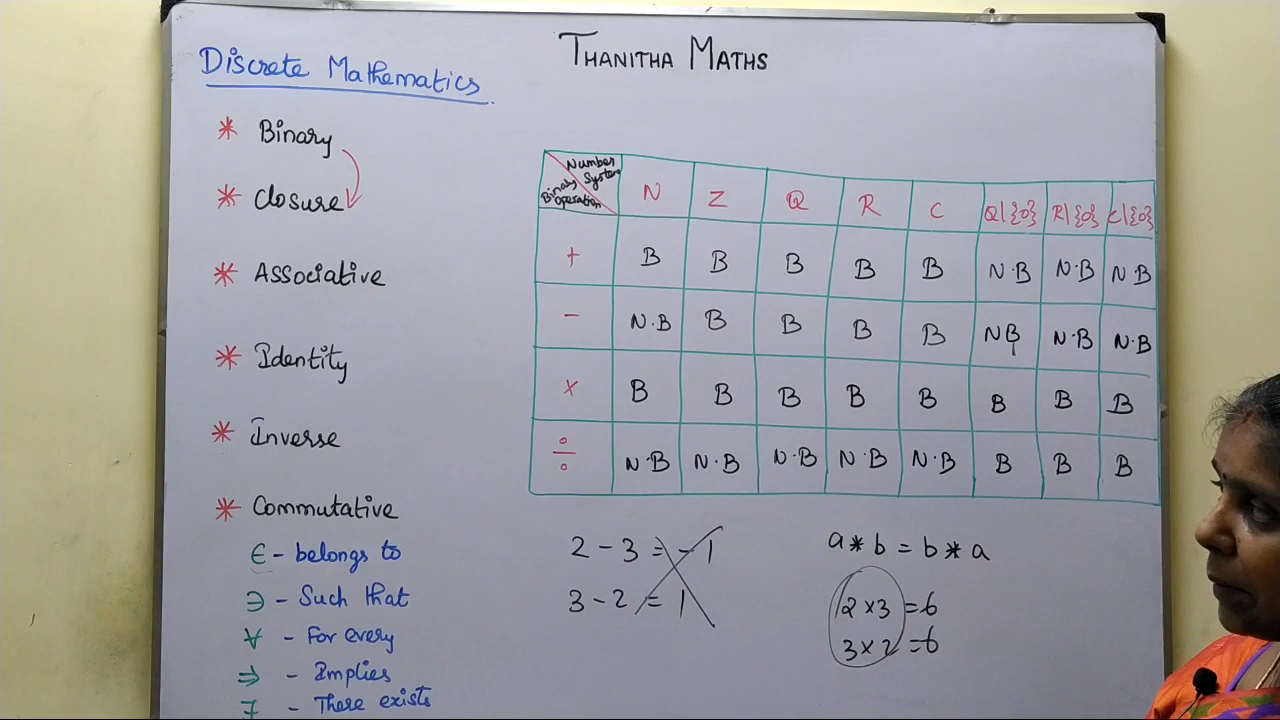 THANITHA MATHS
Discrete Mathematics
* Binary
* Closure
* Associative
* Identity
* Inverse
* Commutative
∈ - belongs to
∋ - Such that
∀ - For every
⇒ - Implies
∃ - There exists
Number System
Binary Operation
N Z Q R C Q|{0} R|{0} C|{0}
+ B B B B B N·B N·B N·B
- N·B B B B B NB N·B N·B
× B B B B B B B B
÷ N·B N·B N·B N·B N·B B B B
2 - 3 = -1
3 - 2 = 1
a * b = b * a
2 × 3 = 6
3 × 2 = 6